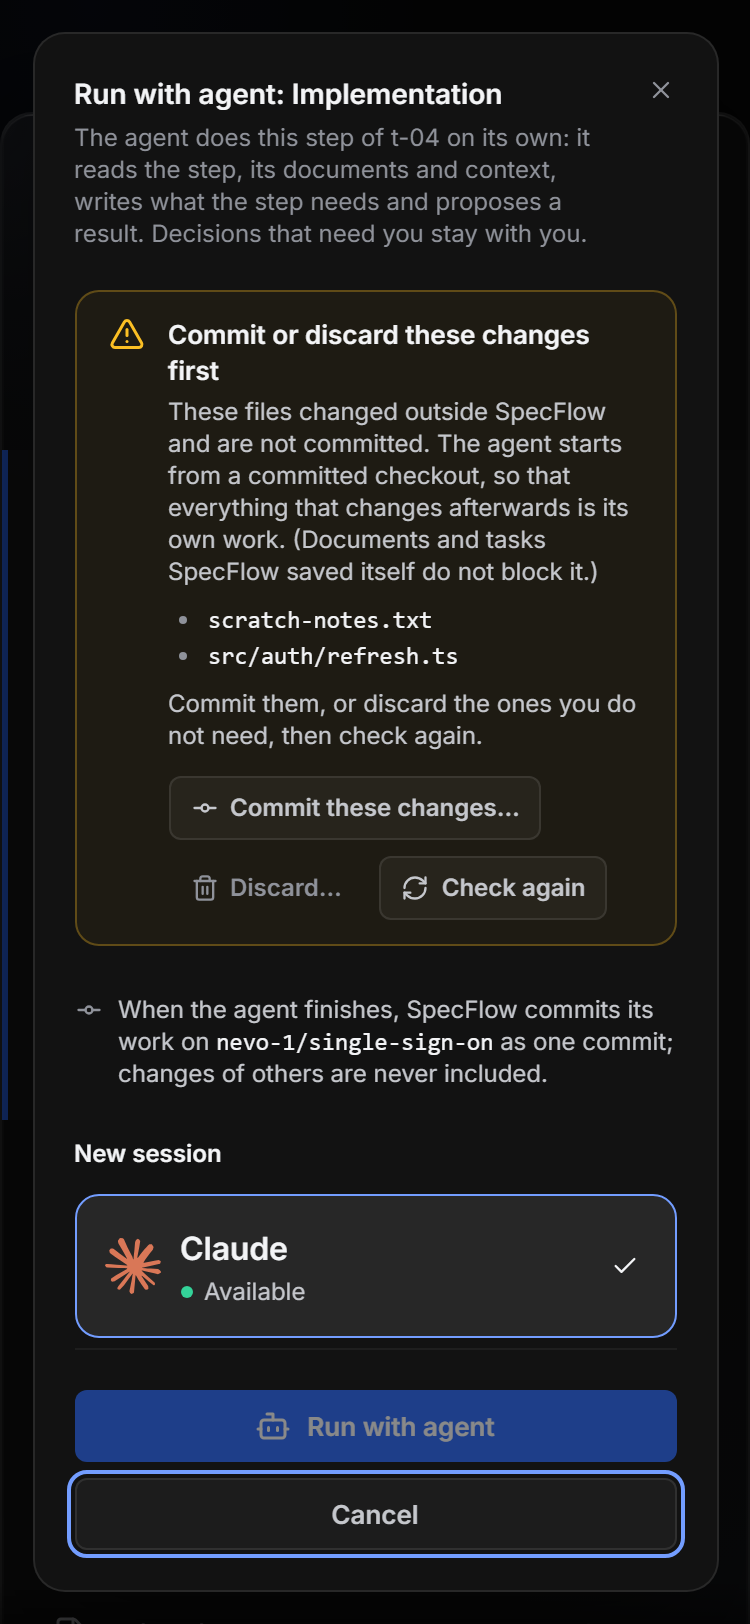 Run with agent: Implementation
The agent does this step of t-04 on its own: it
reads the step, its documents and context,
writes what the step needs and proposes a
result. Decisions that need you stay with you.
Commit or discard these changes
first
These files changed outside SpecFlow
and are not committed. The agent starts
from a committed checkout, so that
everything that changes afterwards is its
own work. (Documents and tasks
SpecFlow saved itself do not block it.)
• scratch-notes.txt
• src/auth/refresh.ts
Commit them, or discard the ones you do
not need, then check again.
Commit these changes...
Discard... Check again
When the agent finishes, SpecFlow commits its
work on nevo-1/single-sign-on as one commit;
changes of others are never included.
New session
Claude
Available
Run with agent
Cancel